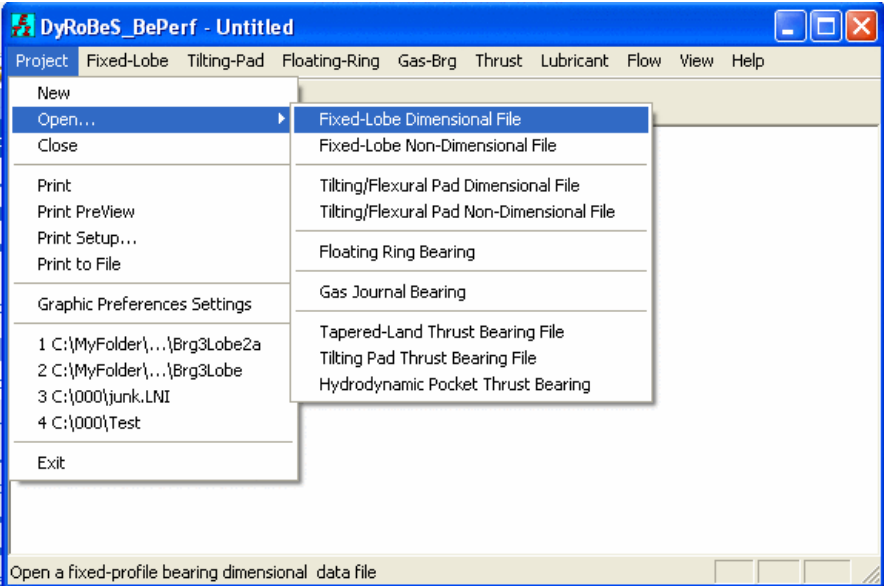 DyRoBeS_BePerf - Untitled
Project Fixed-Lobe Tilting-Pad Floating-Ring Gas-Brg Thrust Lubricant Flow View Help
New
Open...
Close
Print
Print PreView
Print Setup...
Print to File
Graphic Preferences Settings
1 C:\MyFolder\...\Brg3Lobe2a
2 C:\MyFolder\...\Brg3Lobe
3 C:\000\junk.LNI
4 C:\000\Test
Exit
Fixed-Lobe Dimensional File
Fixed-Lobe Non-Dimensional File
Tilting/Flexural Pad Dimensional File
Tilting/Flexural Pad Non-Dimensional File
Floating Ring Bearing
Gas Journal Bearing
Tapered-Land Thrust Bearing File
Tilting Pad Thrust Bearing File
Hydrodynamic Pocket Thrust Bearing
Open a fixed-profile bearing dimensional  data file